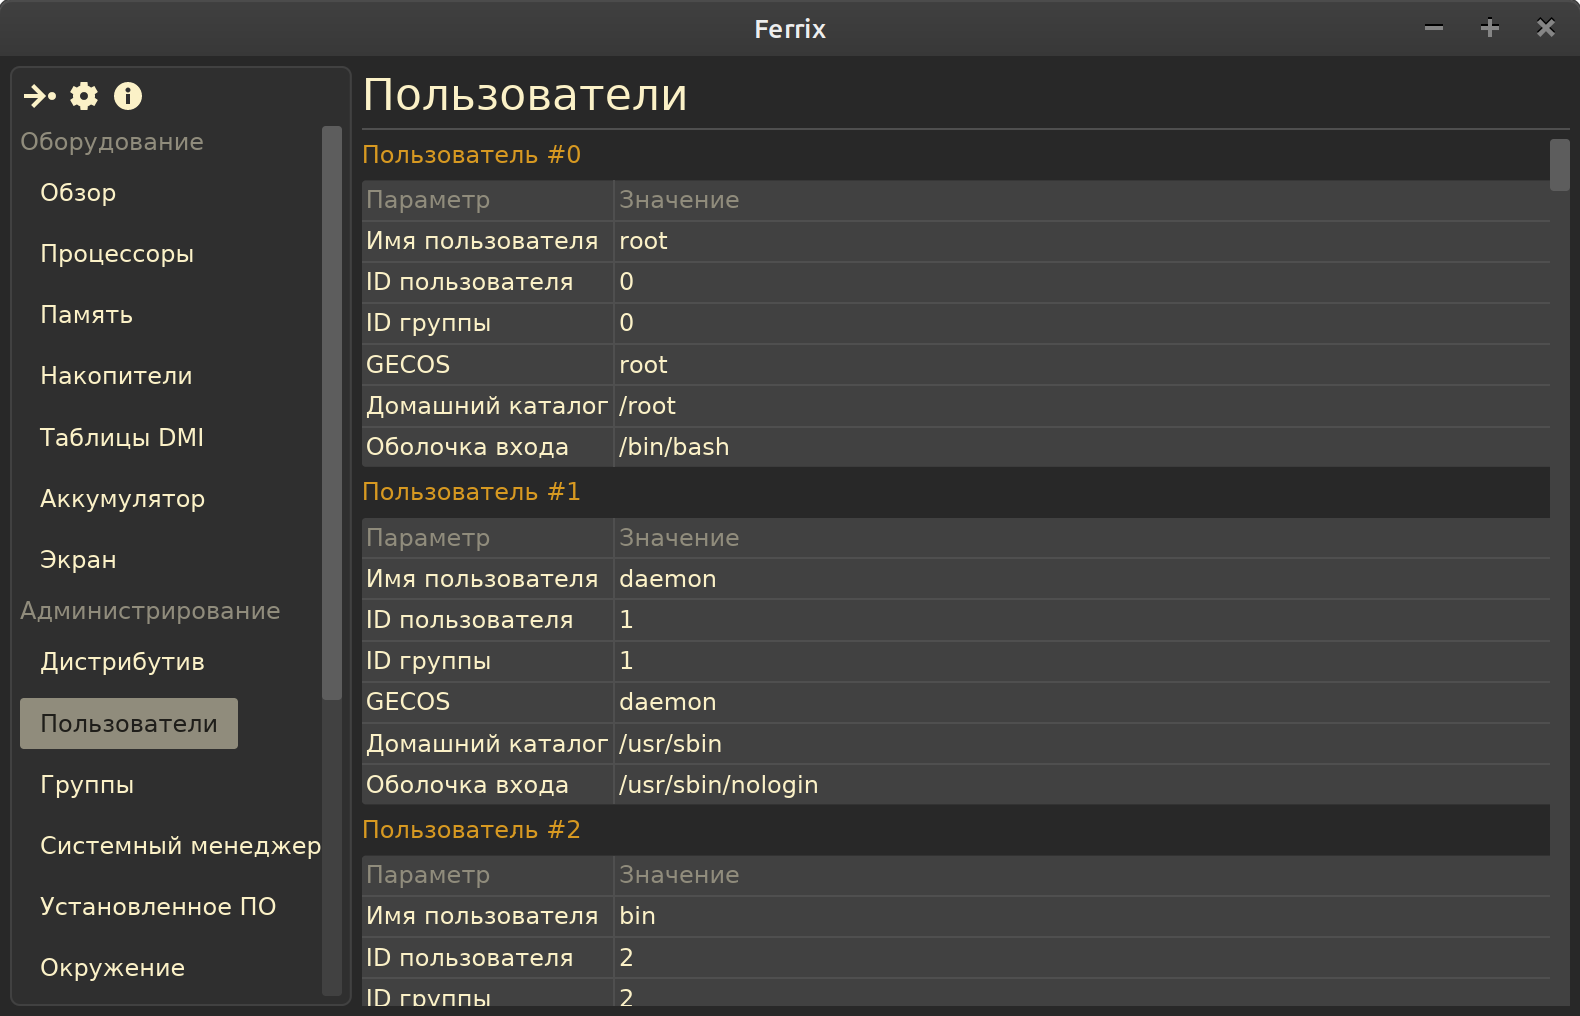 Ferrix
Оборудование
Обзор
Процессоры
Память
Накопители
Таблицы DMI
Аккумулятор
Экран
Администрирование
Дистрибутив
Пользователи
Группы
Системный менеджер
Установленное ПО
Окружение
Пользователи
Пользователь #0
Параметр Значение
Имя пользователя root
ID пользователя 0
ID группы 0
GECOS root
Домашний каталог /root
Оболочка входа /bin/bash
Пользователь #1
Параметр Значение
Имя пользователя daemon
ID пользователя 1
ID группы 1
GECOS daemon
Домашний каталог /usr/sbin
Оболочка входа /usr/sbin/nologin
Пользователь #2
Параметр Значение
Имя пользователя bin
ID пользователя 2
ID группы 2